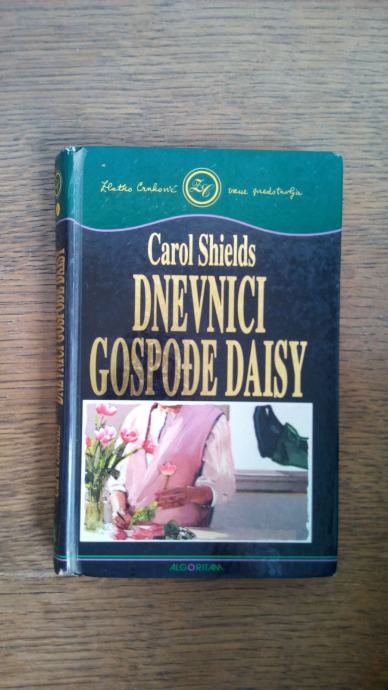 Zlatko Crnković ZC vam predstavlja
Carol Shields
DNEVNICI
GOSPOĐE DAISY
ALGORITAM
DNEVNICI GOSPOĐE DAISY